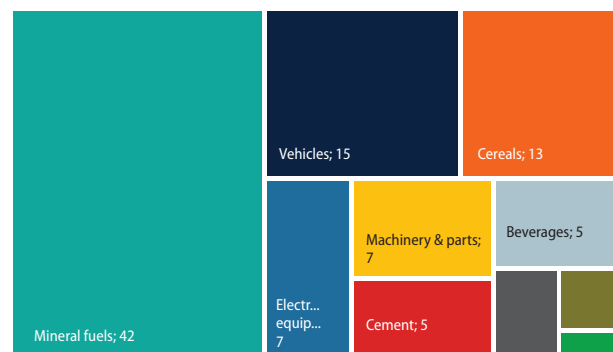 Vehicles; 15
Cereals; 13
Mineral fuels; 42
Electr...
equip...
7
Machinery & parts;
7
Cement; 5
Beverages; 5